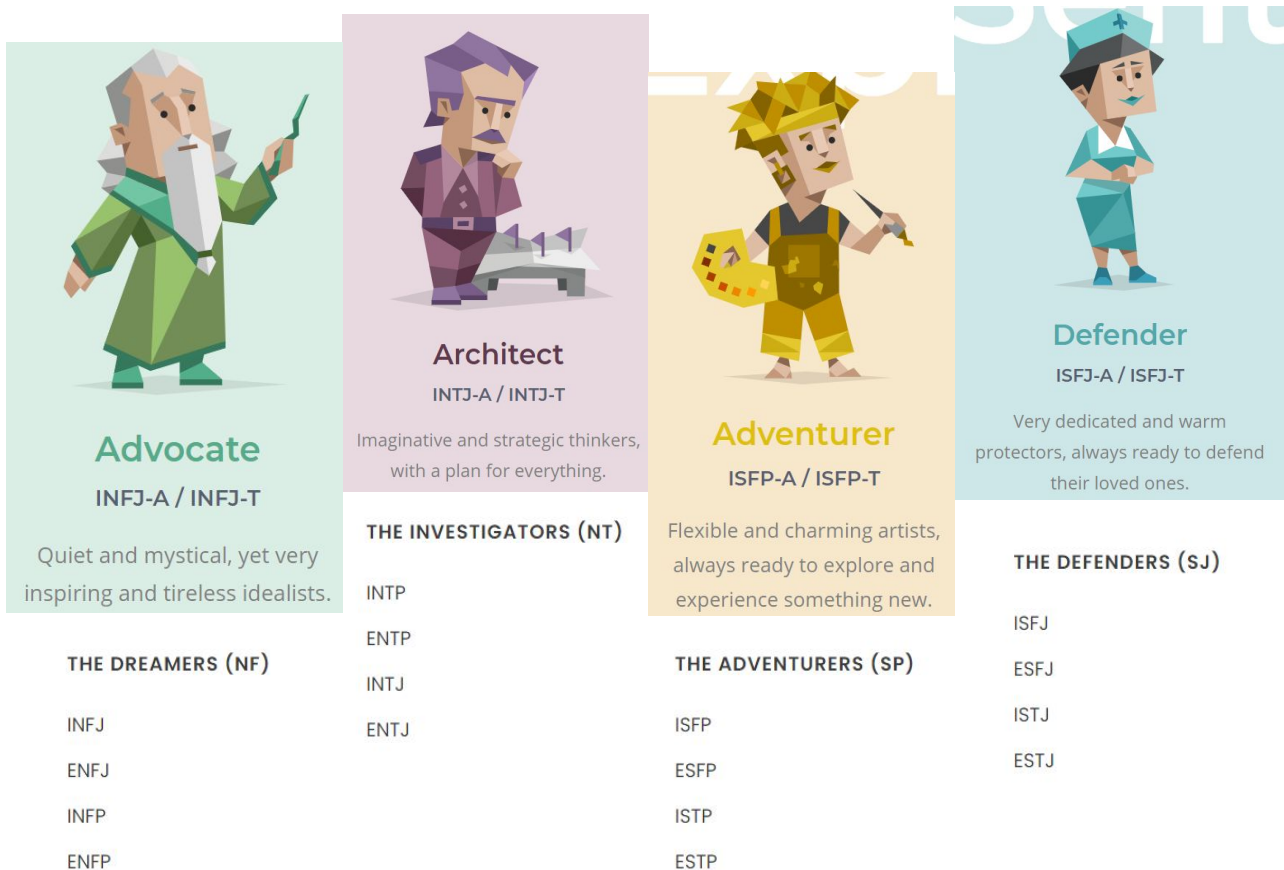 Advocate
INFJ-A / INFJ-T
Quiet and mystical, yet very
inspiring and tireless idealists.
THE DREAMERS (NF)
INFJ
ENFJ
INFP
ENFP
Architect
INTJ-A / INTJ-T
Imaginative and strategic thinkers,
with a plan for everything.
THE INVESTIGATORS (NT)
INTP
ENTP
INTJ
ENTJ
Adventurer
ISFP-A / ISFP-T
Flexible and charming artists,
always ready to explore and
experience something new.
THE ADVENTURERS (SP)
ISFP
ESFP
ISTP
ESTP
Defender
ISFJ-A / ISFJ-T
Very dedicated and warm
protectors, always ready to defend
their loved ones.
THE DEFENDERS (SJ)
ISFJ
ESFJ
ISTJ
ESTJ